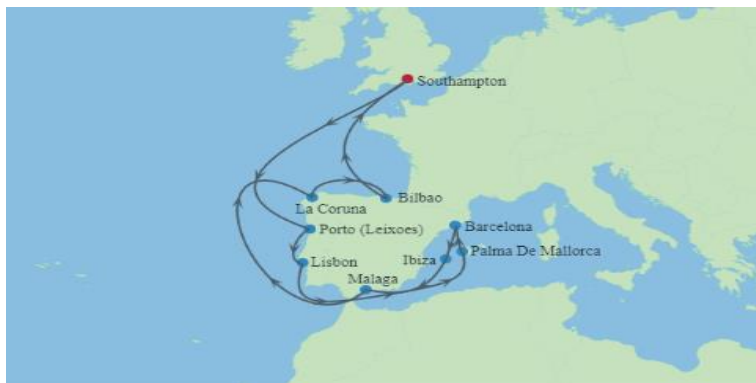 Southampton
La Coruna
Bilbao
Porto (Leixoes)
Barcelona
Palma De Mallorca
Ibiza
Lisbon
Malaga